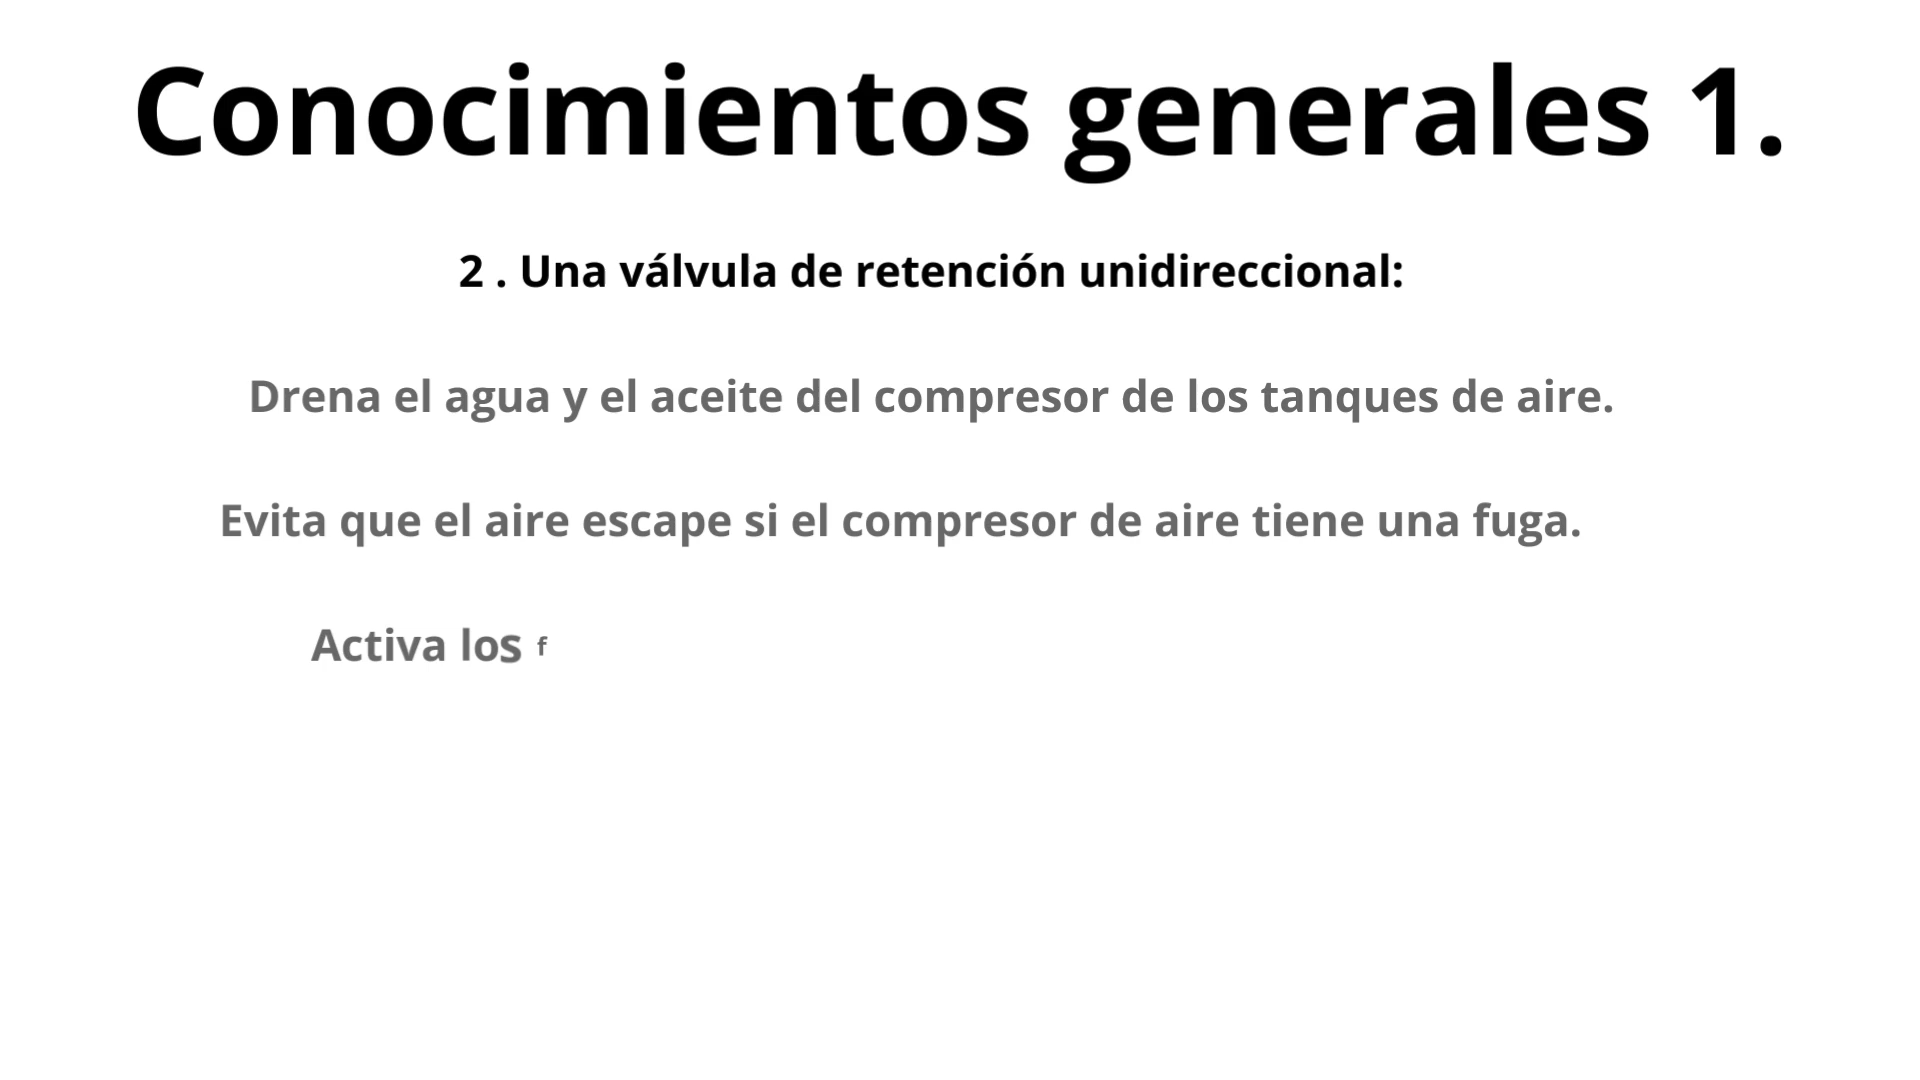 Conocimientos generales 1.
2 . Una válvula de retención unidireccional:
Drena el agua y el aceite del compresor de los tanques de aire.
Evita que el aire escape si el compresor de aire tiene una fuga.
Activa los f